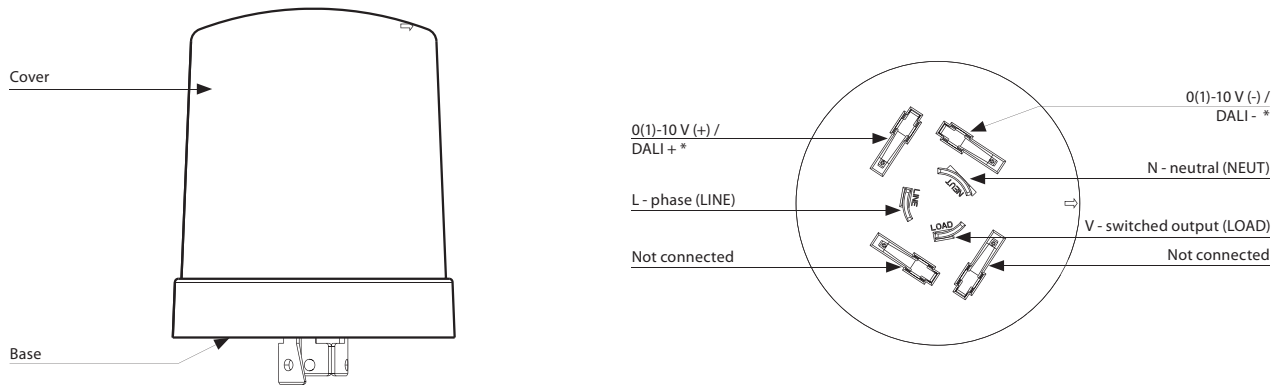 Cover
Base
0(1)-10 V (+) /
DALI + *
L - phase (LINE)
Not connected
0(1)-10 V (-) /
DALI - *
N - neutral (NEUT)
V - switched output (LOAD)
Not connected
NEUT
LINE
LOAD